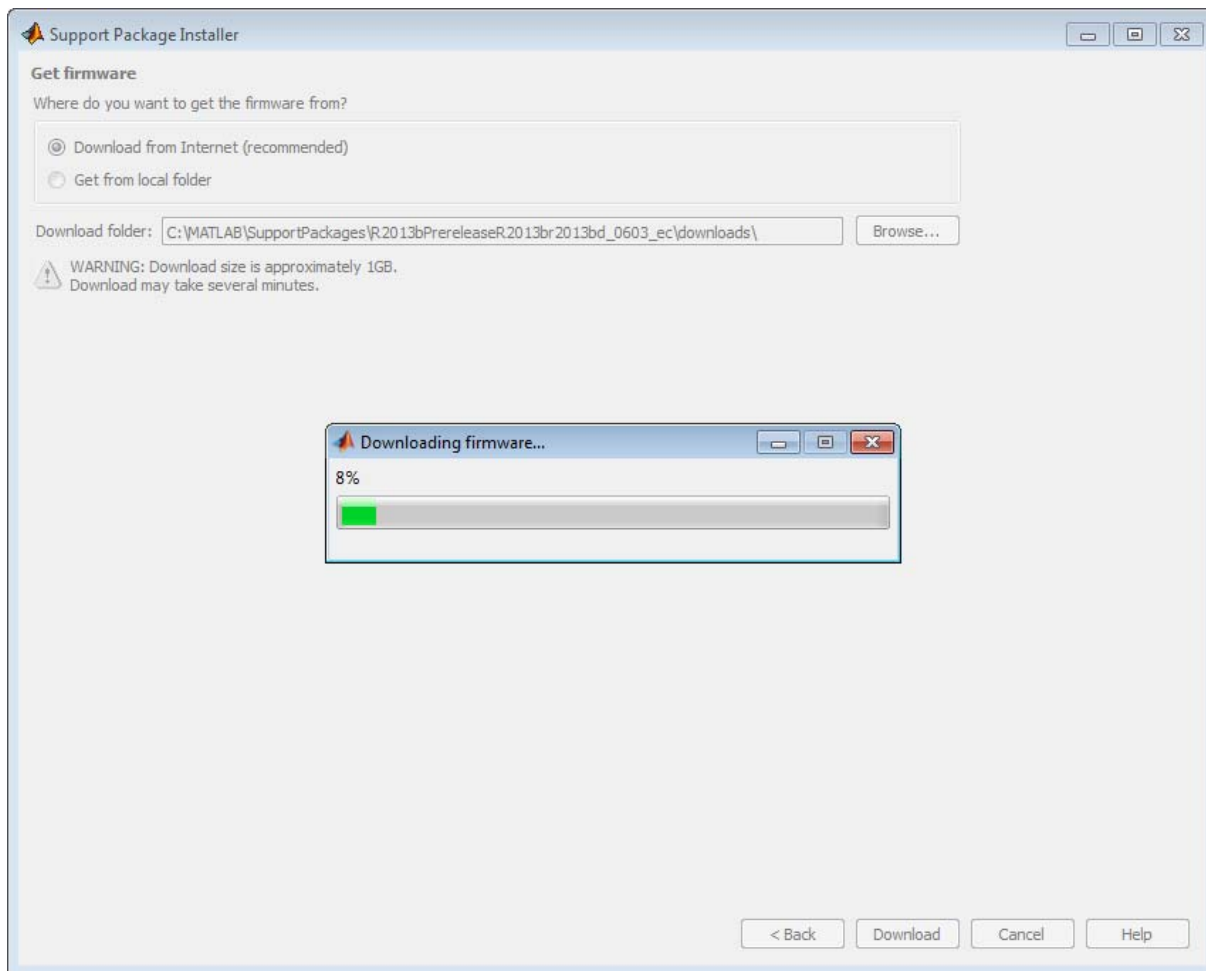 Support Package Installer
Get firmware
Where do you want to get the firmware from?
Download from Internet (recommended)
Get from local folder
Download folder: C:\MATLAB\SupportPackages\R2013bPrereleaseR2013br2013bd_0603_ec\downloads\ Browse...
WARNING: Download size is approximately 1GB.
Download may take several minutes.
Downloading firmware...
8%
< Back Download Cancel Help